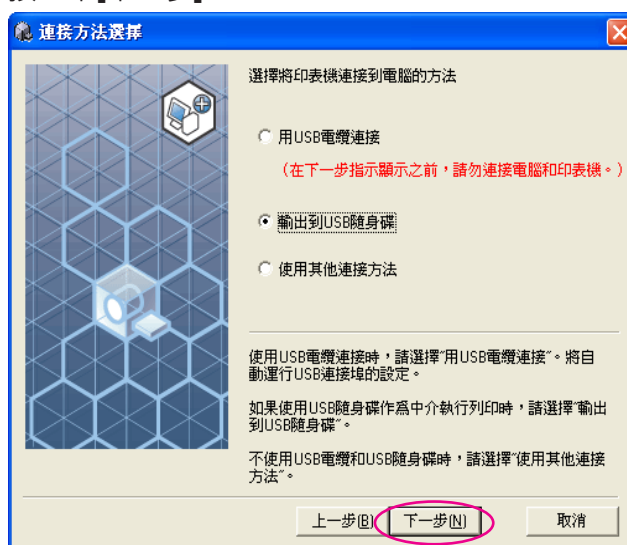 連接方法選擇
選擇將印表機連接到電腦的方法
用USB電纜連接
（在下一步指示顯示之前，請勿連接電腦和印表機。）
輸出到USB隨身碟
使用其他連接方法
使用USB電纜連接時，請選擇“用USB電纜連接”。將自
動運行USB連接埠的設定。
如果使用USB隨身碟作為中介執行列印時，請選擇“輸出
到USB隨身碟”。
不使用USB電纜和USB隨身碟時，請選擇“使用其他連接
方法”。
上一步(B) 下一步(N) 取消